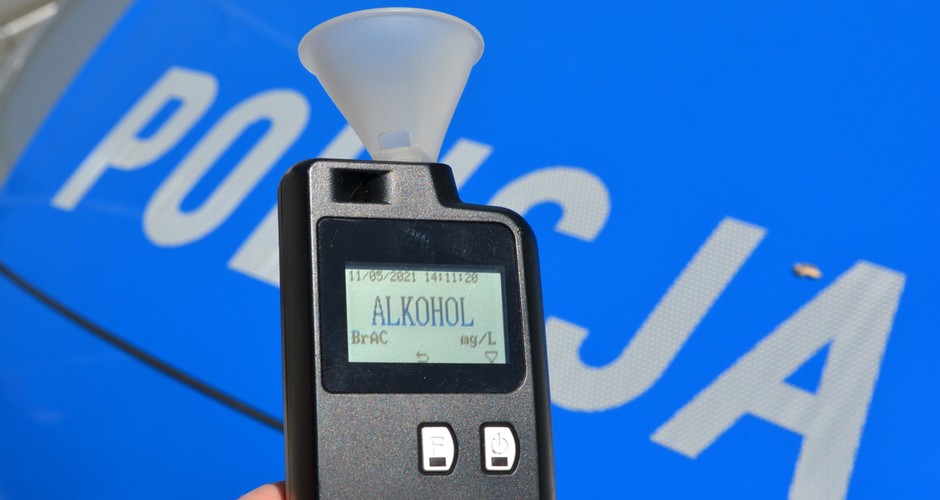 POLICJA
11/05/2021 14:11:20
ALKOHOL
BrAC mg/L
F